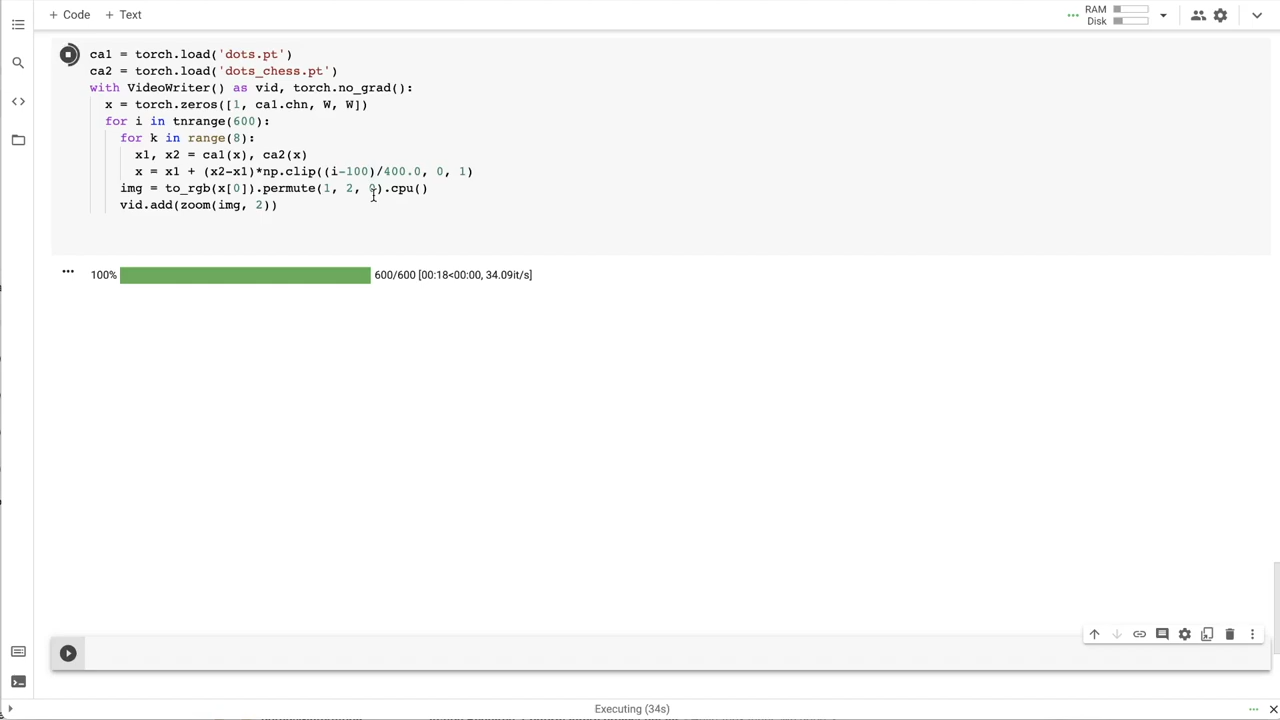 + Code + Text
RAM
Disk
ca1 = torch.load('dots.pt')
ca2 = torch.load('dots_chess.pt')
with VideoWriter() as vid, torch.no_grad():
x = torch.zeros([1, ca1.chn, W, W])
for i in tnrange(600):
for k in range(8):
x1, x2 = ca1(x), ca2(x)
x = x1 + (x2-x1)*np.clip((i-100)/400.0, 0, 1)
img = to_rgb(x[0]).permute(1, 2, 0).cpu()
vid.add(zoom(img, 2))
100% 600/600 [00:18<00:00, 34.09it/s]
Executing (34s)